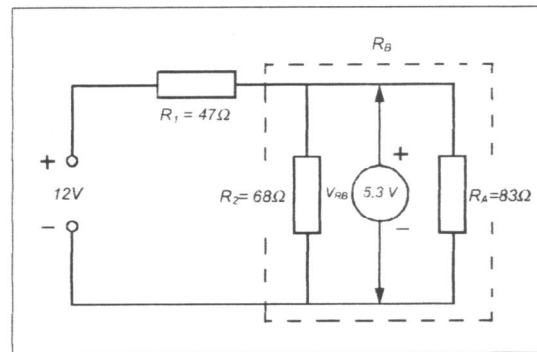 R_B
R_1 = 47Ω
+
12V
−
R_2= 68Ω
V_RB
5.3 V
+
−
R_A=83Ω